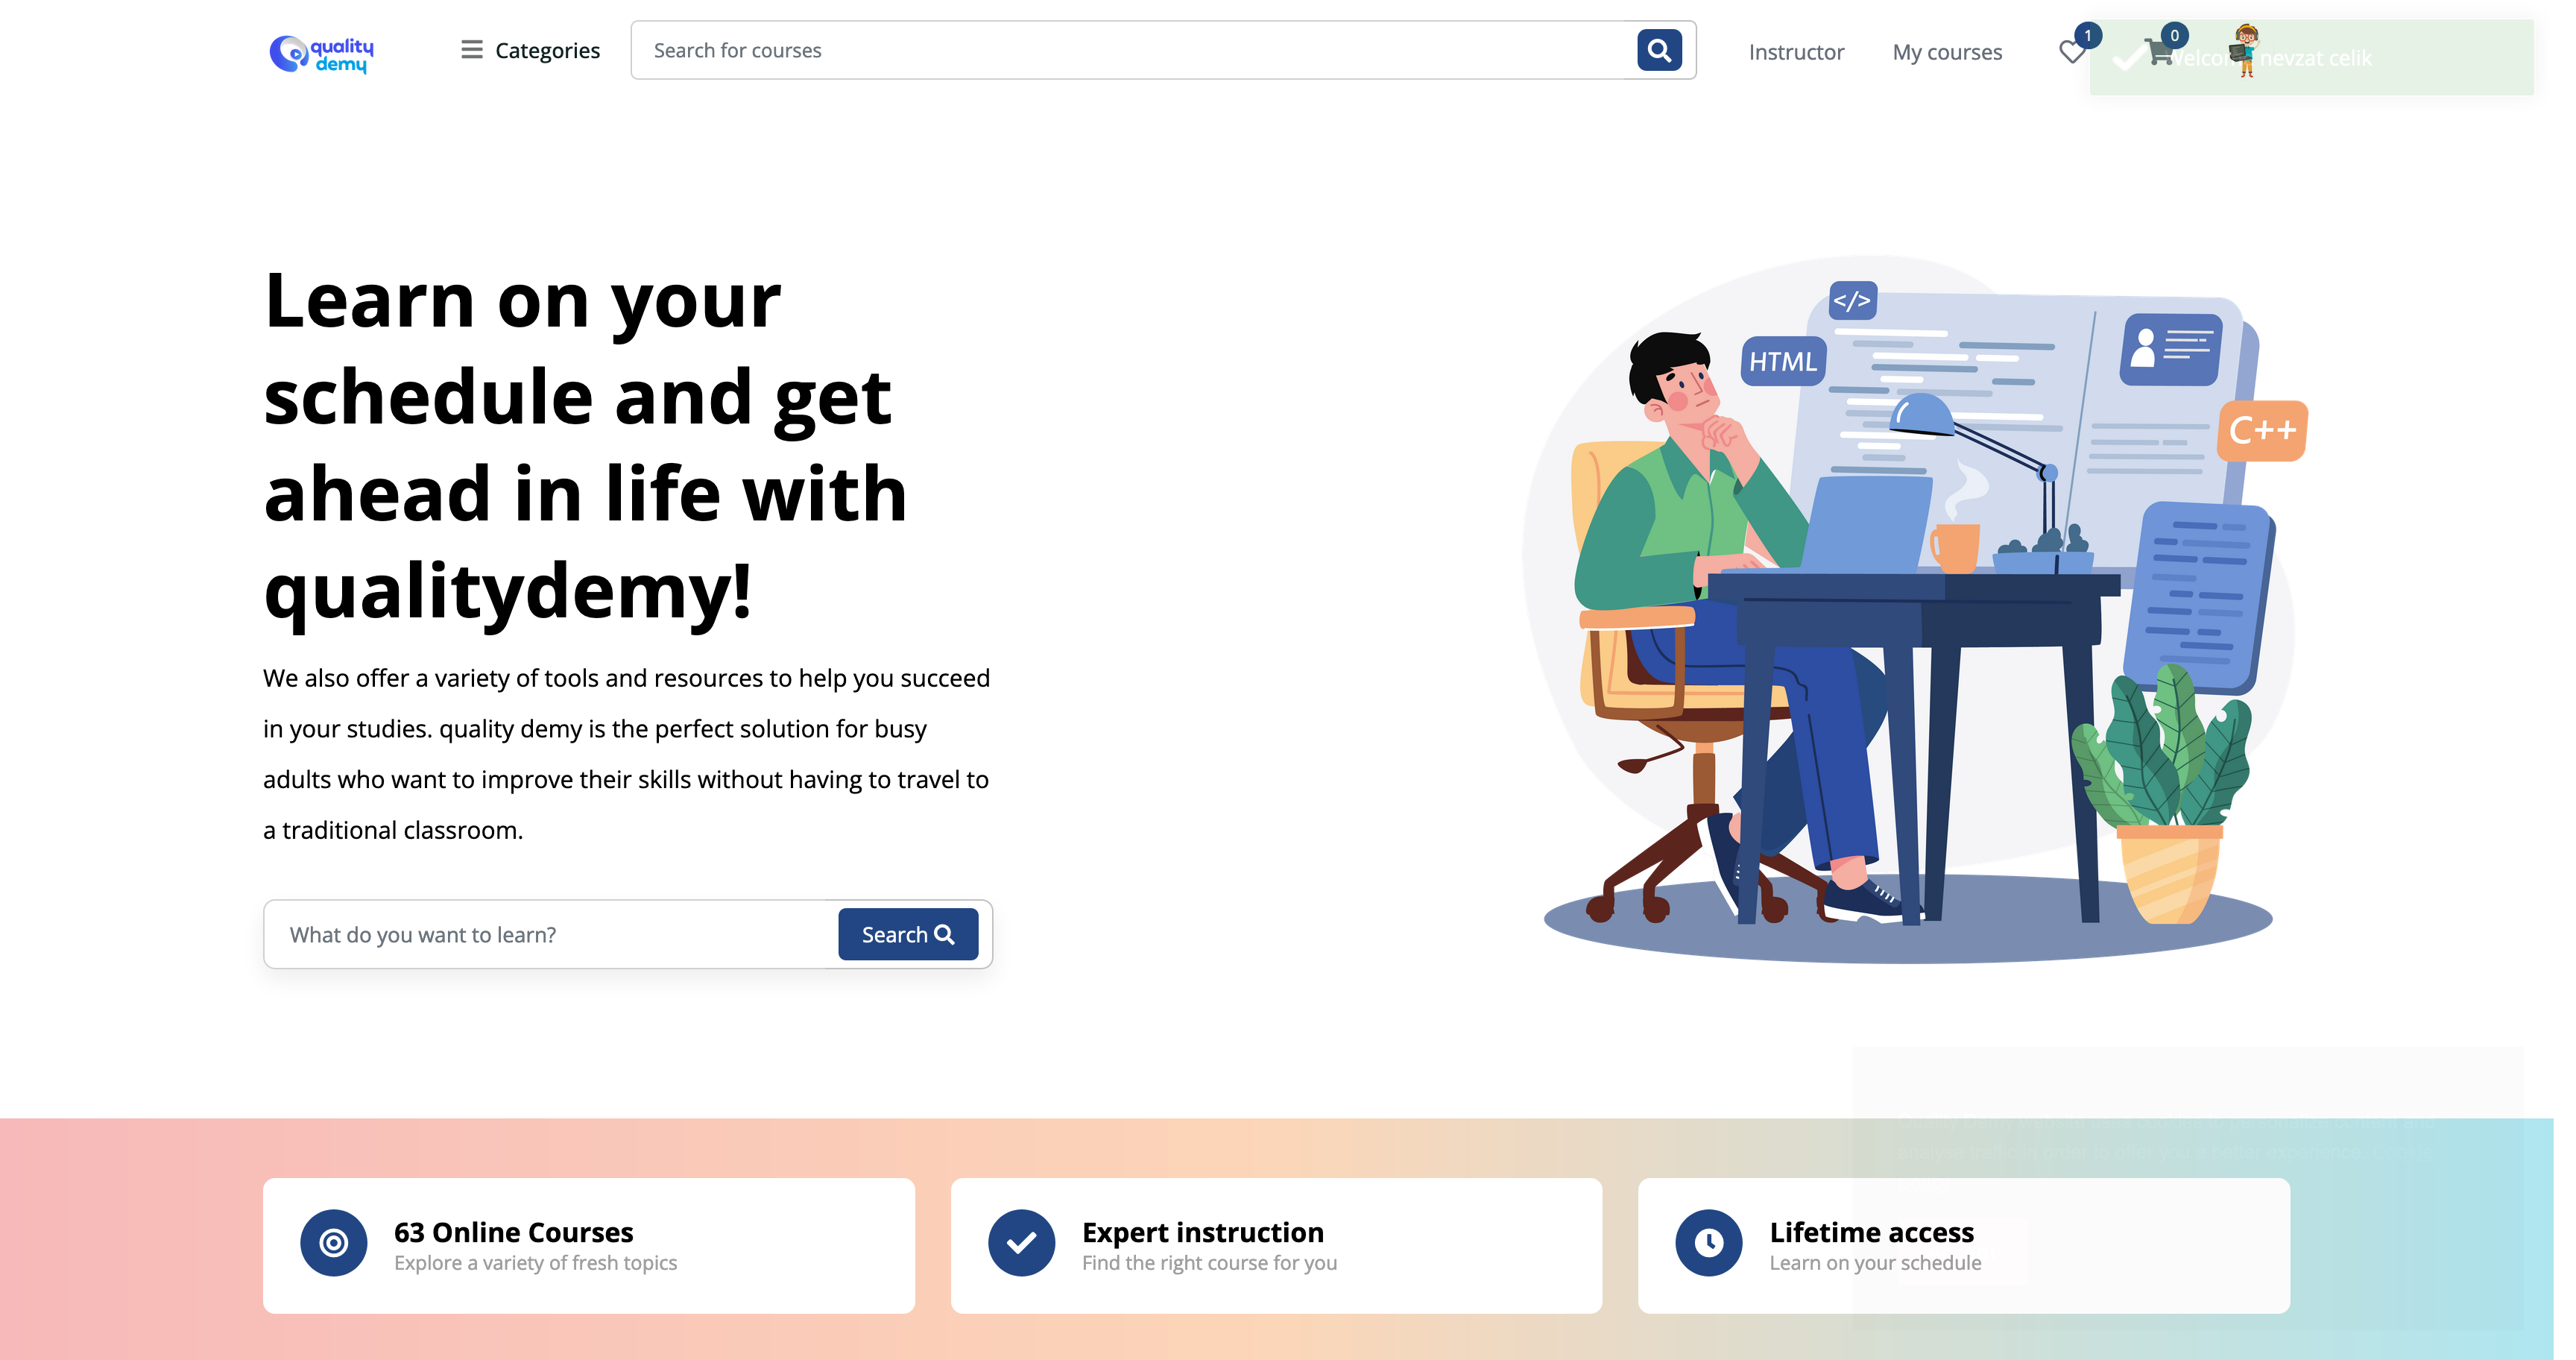 quality
demy
Categories
Search for courses
Instructor
My courses
1
0
Welcome nevzat celik
Learn on your
schedule and get
ahead in life with
qualitydemy!
We also offer a variety of tools and resources to help you succeed
in your studies. quality demy is the perfect solution for busy
adults who want to improve their skills without having to travel to
a traditional classroom.
What do you want to learn?
Search
</>
HTML
C++
63 Online Courses
Explore a variety of fresh topics
Expert instruction
Find the right course for you
Lifetime access
Learn on your schedule